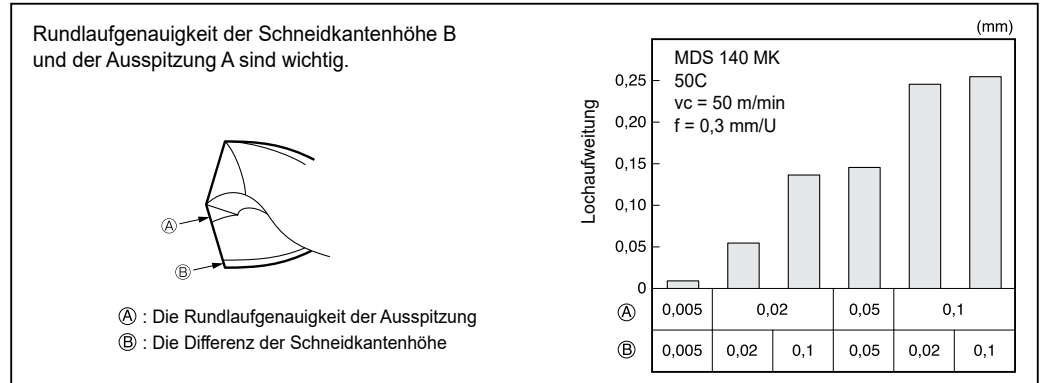 Rundlaufgenauigkeit der Schneidkantenhöhe B
und der Ausspitzung A sind wichtig.
Ⓐ
Ⓑ
Ⓐ : Die Rundlaufgenauigkeit der Ausspitzung
Ⓑ : Die Differenz der Schneidkantenhöhe
(mm)
MDS 140 MK
50C
vc = 50 m/min
f = 0,3 mm/U
Lochaufweitung
0,25
0,20
0,15
0,10
0,05
0
Ⓐ 0,005 0,02 0,05 0,1
Ⓑ 0,005 0,02 0,1 0,05 0,02 0,1